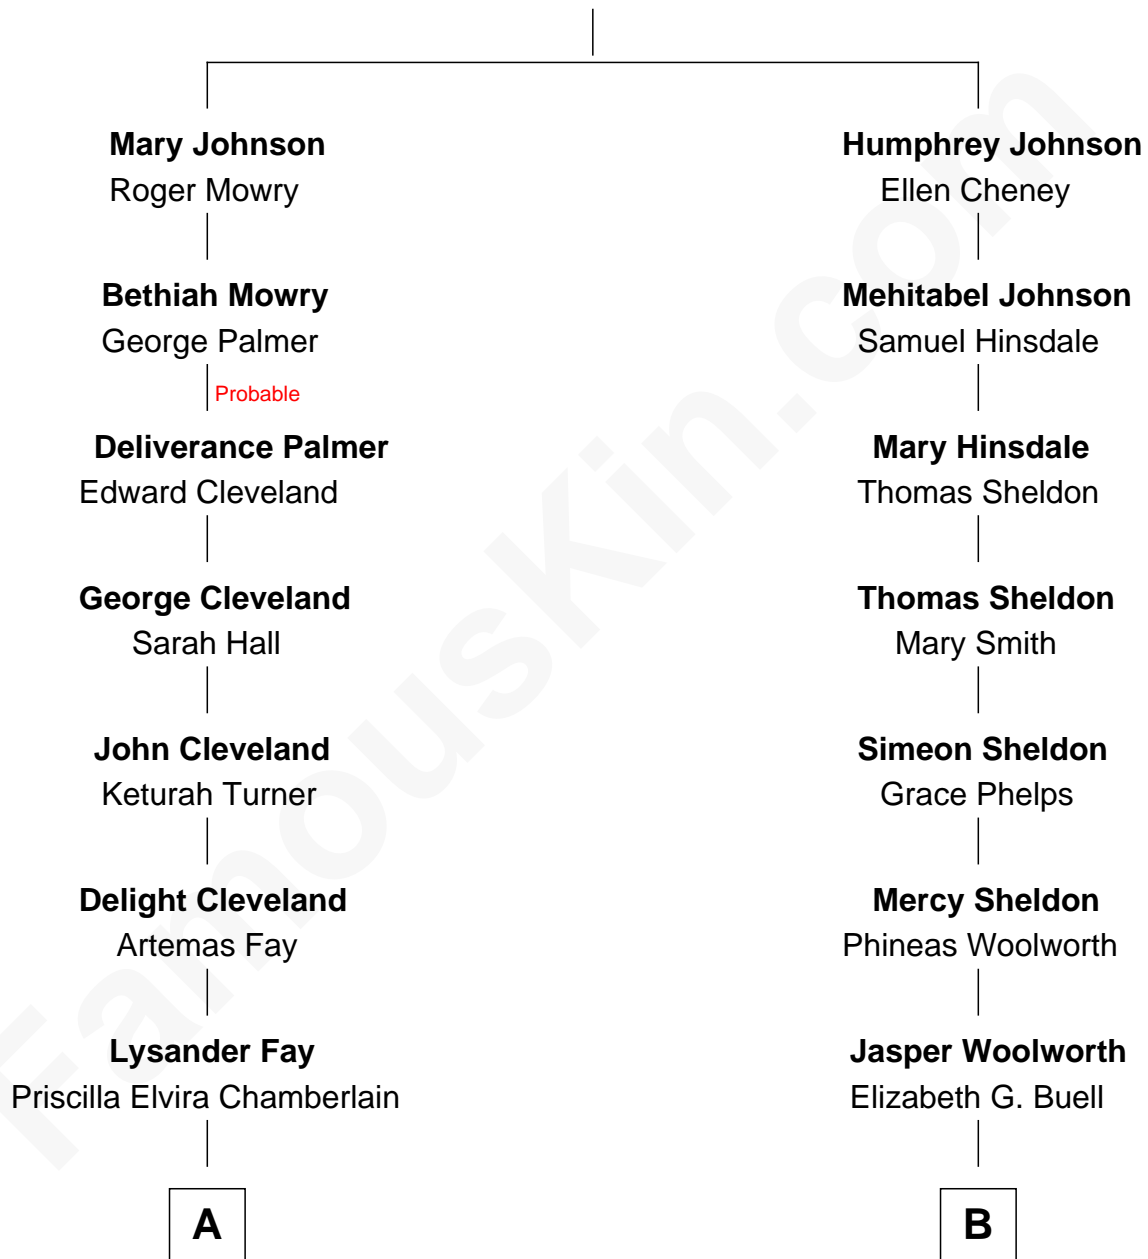 Mary Johnson
Roger Mowry
Bethiah Mowry
George Palmer
Probable
Deliverance Palmer
Edward Cleveland
George Cleveland
Sarah Hall
John Cleveland
Keturah Turner
Delight Cleveland
Artemas Fay
Lysander Fay
Priscilla Elvira Chamberlain
A
Humphrey Johnson
Ellen Cheney
Mehitabel Johnson
Samuel Hinsdale
Mary Hinsdale
Thomas Sheldon
Thomas Sheldon
Mary Smith
Simeon Sheldon
Grace Phelps
Mercy Sheldon
Phineas Woolworth
Jasper Woolworth
Elizabeth G. Buell
B
FamousKin.com